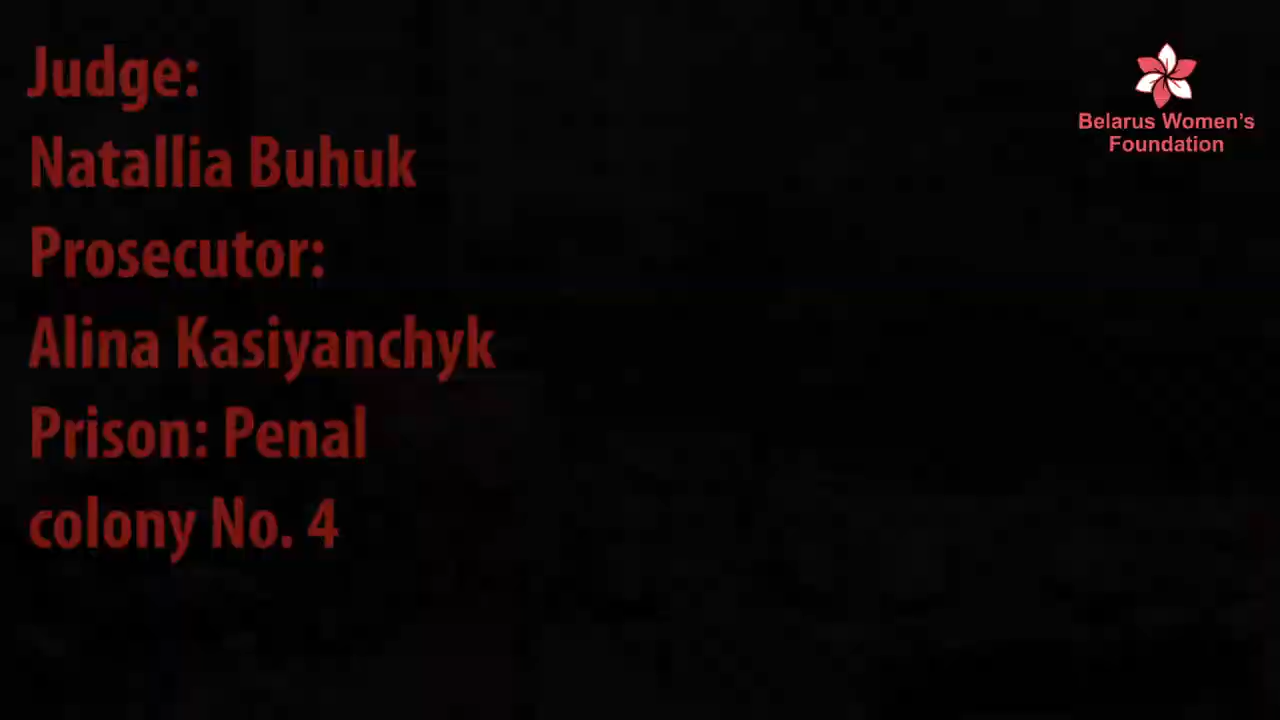 Judge:
Natallia Buhuk
Prosecutor:
Alina Kasiyanchyk
Prison: Penal
colony No. 4
Belarus Women's
Foundation